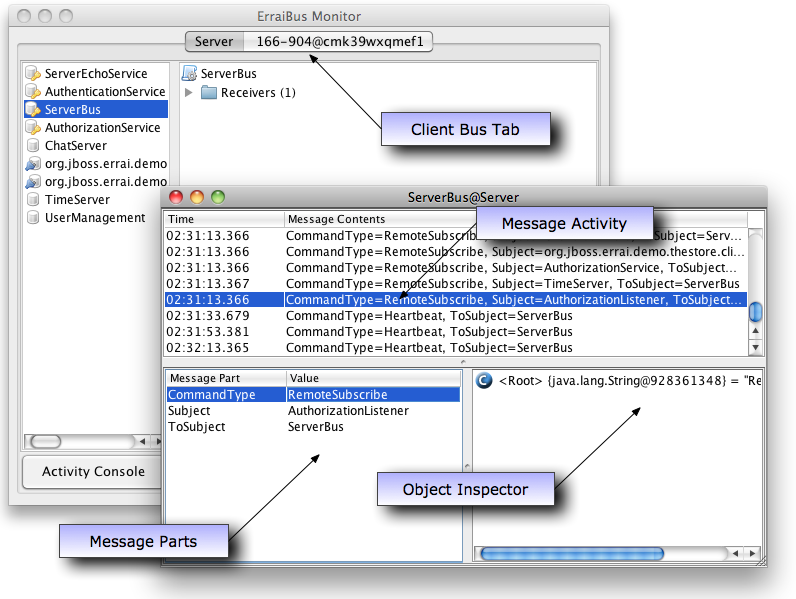 ErraiBus Monitor
Server
166-904@cmk39wxqmef1
ServerEchoService
AuthenticationService
ServerBus
AuthorizationService
ChatServer
org.jboss.errai.demo
org.jboss.errai.demo
TimeServer
UserManagement
ServerBus
Receivers (1)
Client Bus Tab
Activity Console
ServerBus@Server
Time
Message Contents
Message Activity
02:31:13.366 CommandType=RemoteSubscribe, Subject=Serv...
02:31:13.366 CommandType=RemoteSubscribe, Subject=org.jboss.errai.demo.thestore.cli...
02:31:13.366 CommandType=RemoteSubscribe, Subject=AuthorizationService, ToSubject...
02:31:13.367 CommandType=RemoteSubscribe, Subject=TimeServer, ToSubject=ServerBus
02:31:13.366 CommandType=RemoteSubscribe, Subject=AuthorizationListener, ToSubject...
02:31:33.679 CommandType=Heartbeat, ToSubject=ServerBus
02:31:53.381 CommandType=Heartbeat, ToSubject=ServerBus
02:32:13.365 CommandType=Heartbeat, ToSubject=ServerBus
Message Part Value
CommandType RemoteSubscribe
Subject AuthorizationListener
ToSubject ServerBus
C <Root> {java.lang.String@928361348} = "Re
Object Inspector
Message Parts